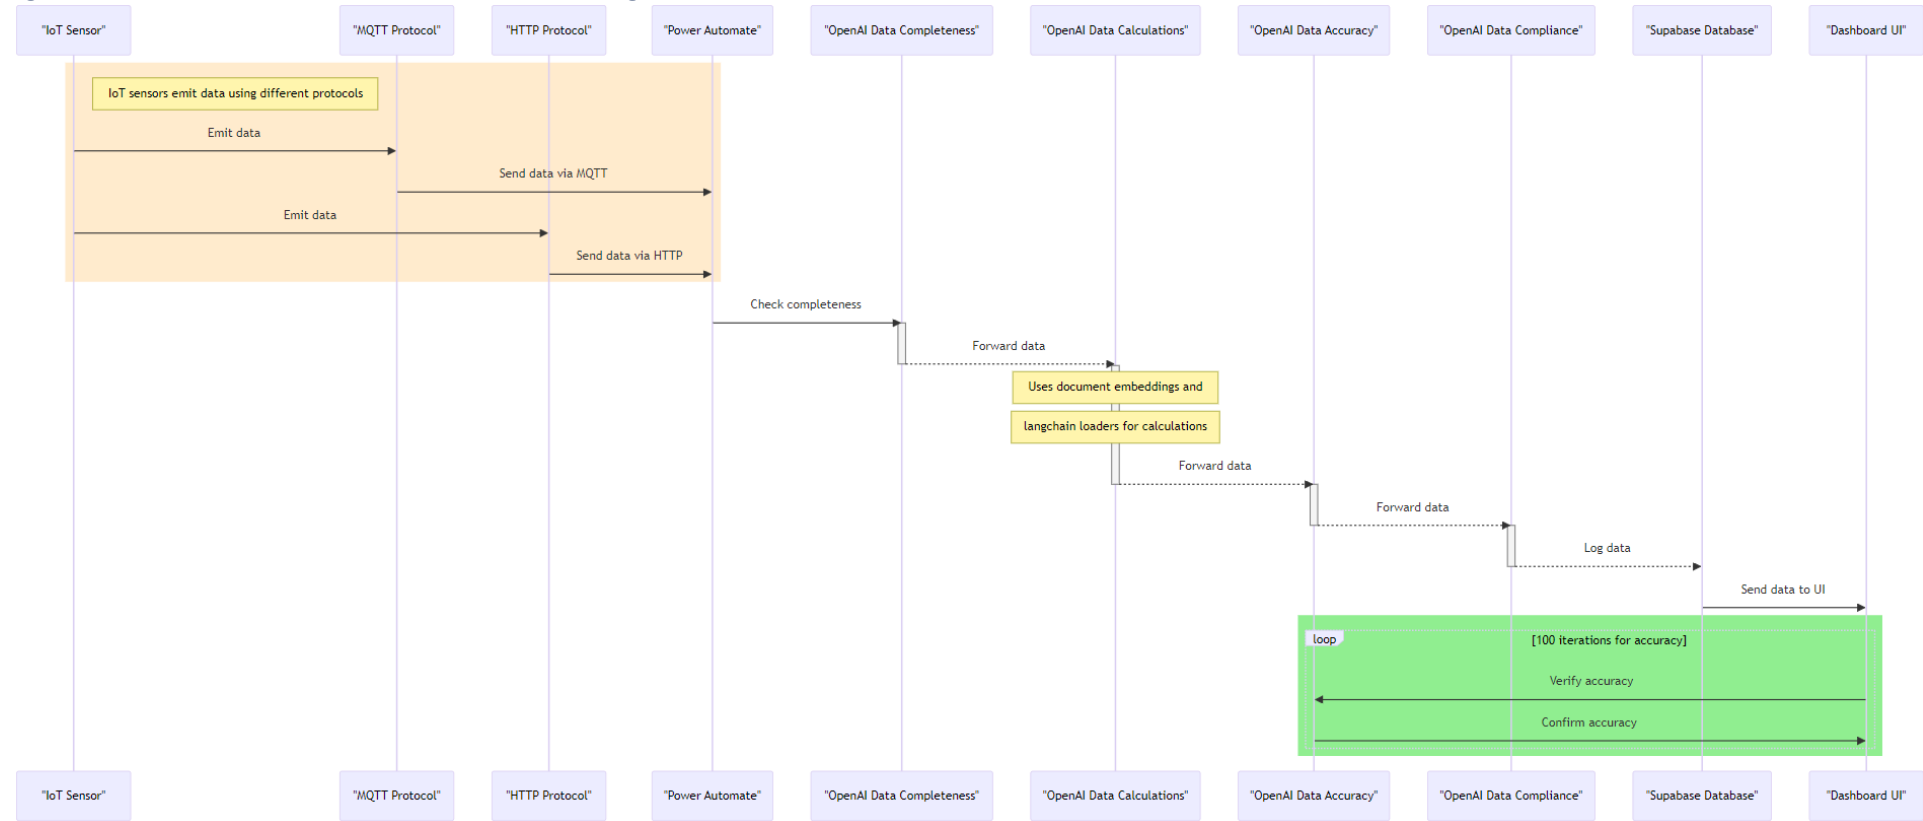 "IoT Sensor"
"MQTT Protocol"
"HTTP Protocol"
"Power Automate"
"OpenAI Data Completeness"
"OpenAI Data Calculations"
"OpenAI Data Accuracy"
"OpenAI Data Compliance"
"Supabase Database"
"Dashboard UI"
IoT sensors emit data using different protocols
Emit data
Send data via MQTT
Emit data
Send data via HTTP
Check completeness
Forward data
Uses document embeddings and
langchain loaders for calculations
Forward data
Forward data
Log data
Send data to UI
loop
[100 iterations for accuracy]
Verify accuracy
Confirm accuracy
"IoT Sensor"
"MQTT Protocol"
"HTTP Protocol"
"Power Automate"
"OpenAI Data Completeness"
"OpenAI Data Calculations"
"OpenAI Data Accuracy"
"OpenAI Data Compliance"
"Supabase Database"
"Dashboard UI"